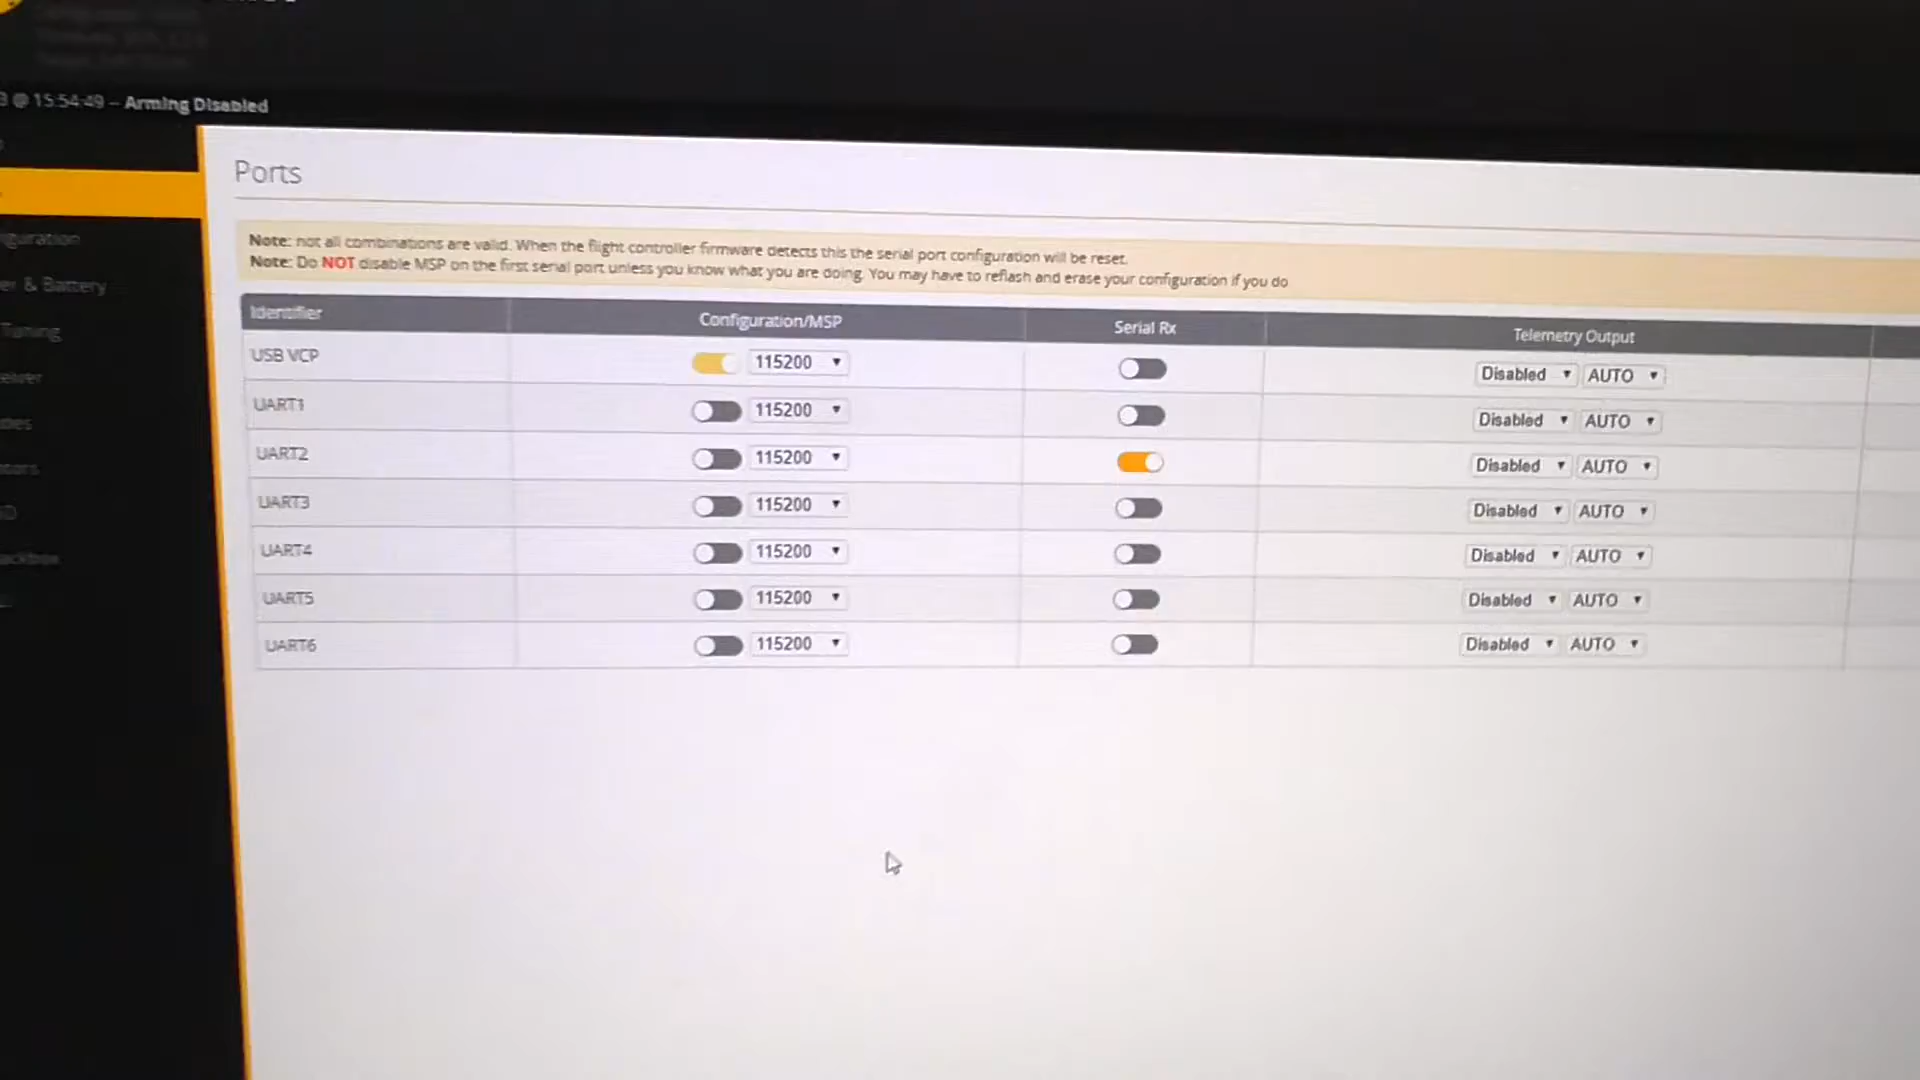 3 @ 15:54:49 – Arming Disabled
Ports
Note: not all combinations are valid. When the flight controller firmware detects this the serial port configuration will be reset.
Note: Do NOT disable MSP on the first serial port unless you know what you are doing. You may have to reflash and erase your configuration if you do
Identifier Configuration/MSP Serial Rx Telemetry Output
USB VCP 115200 Disabled AUTO
UART1 115200 Disabled AUTO
UART2 115200 Disabled AUTO
UART3 115200 Disabled AUTO
UART4 115200 Disabled AUTO
UART5 115200 Disabled AUTO
UART6 115200 Disabled AUTO
& Battery
Tuning